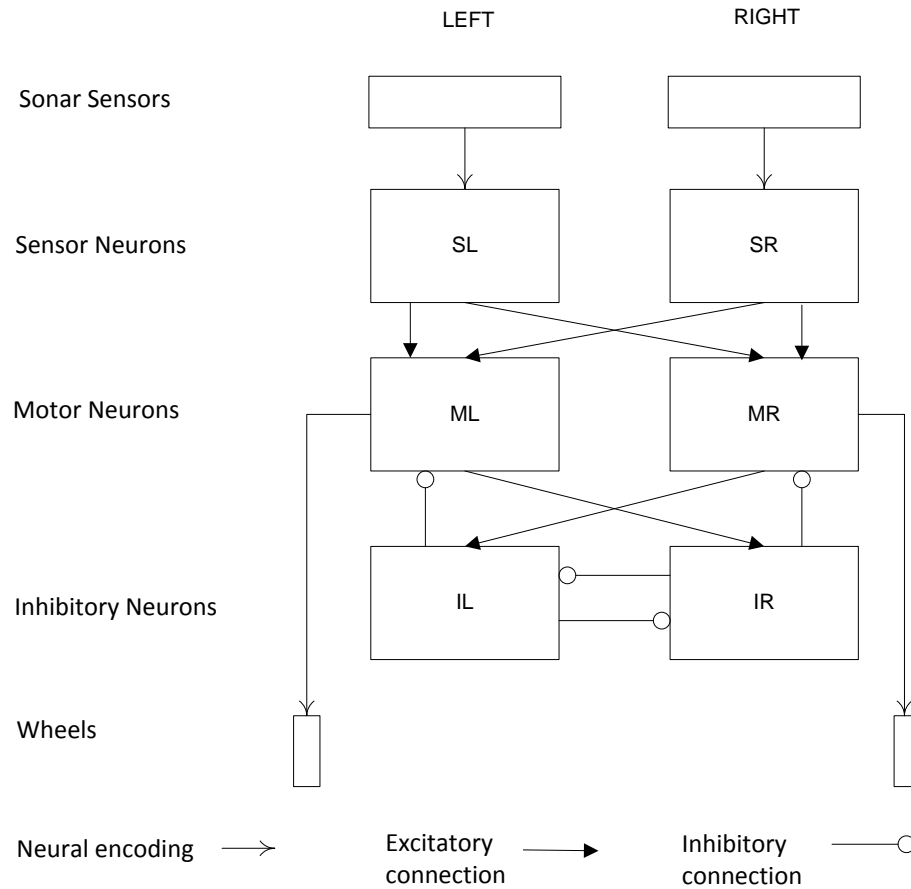 LEFT RIGHT
Sonar Sensors
Sensor Neurons SL SR
Motor Neurons ML MR
Inhibitory Neurons IL IR
Wheels
Neural encoding Excitatory connection Inhibitory connection